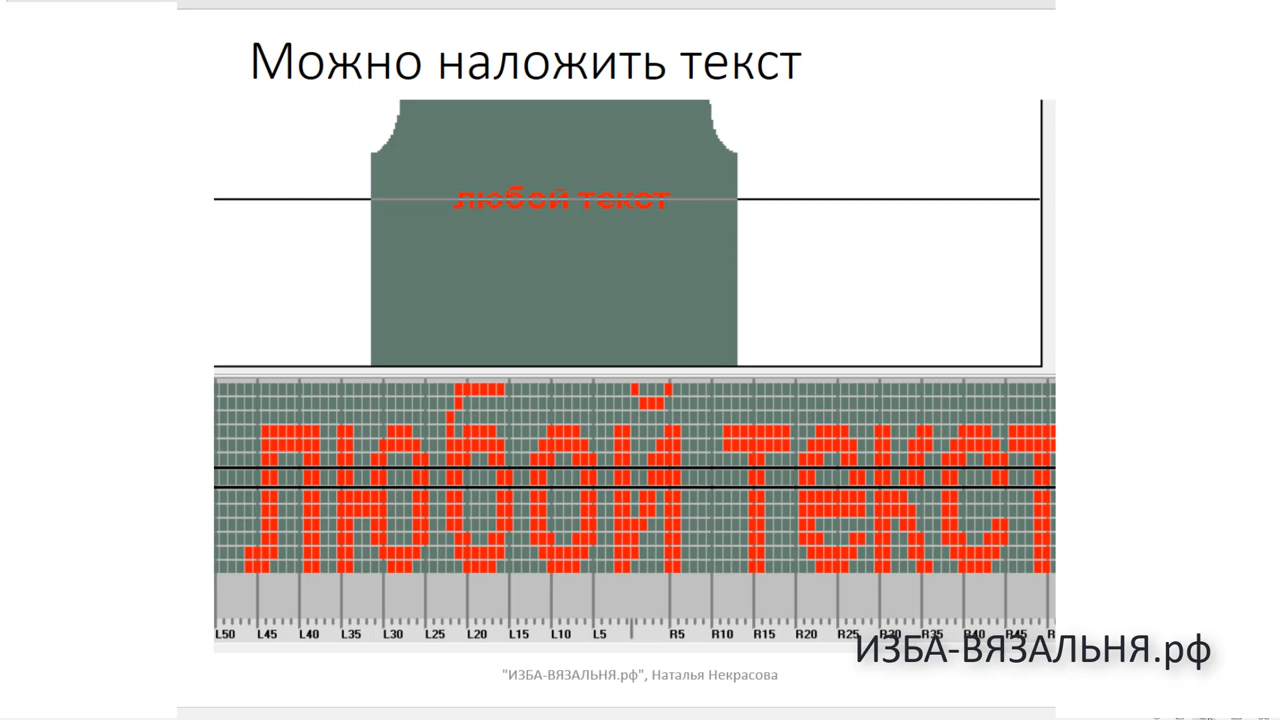 Можно наложить текст
любой текст
любой текст
L50 L45 L40 L35 L30 L25 L20 L15 L10 L5 R5 R10 R15 R20 R25 R30 R35 R40 R45 R
ИЗБА-ВЯЗАЛЬНЯ.рф
"ИЗБА-ВЯЗАЛЬНЯ.рф", Наталья Некрасова